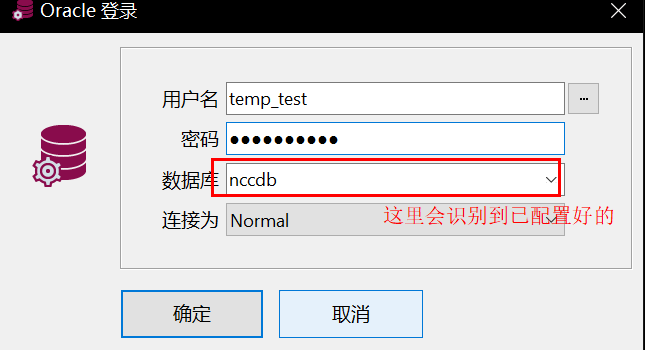 Oracle 登录
用户名 temp_test ...
密码 ●●●●●●●●●●
数据库 nccdb
连接为 Normal
这里会识别到已配置好的
确定 取消